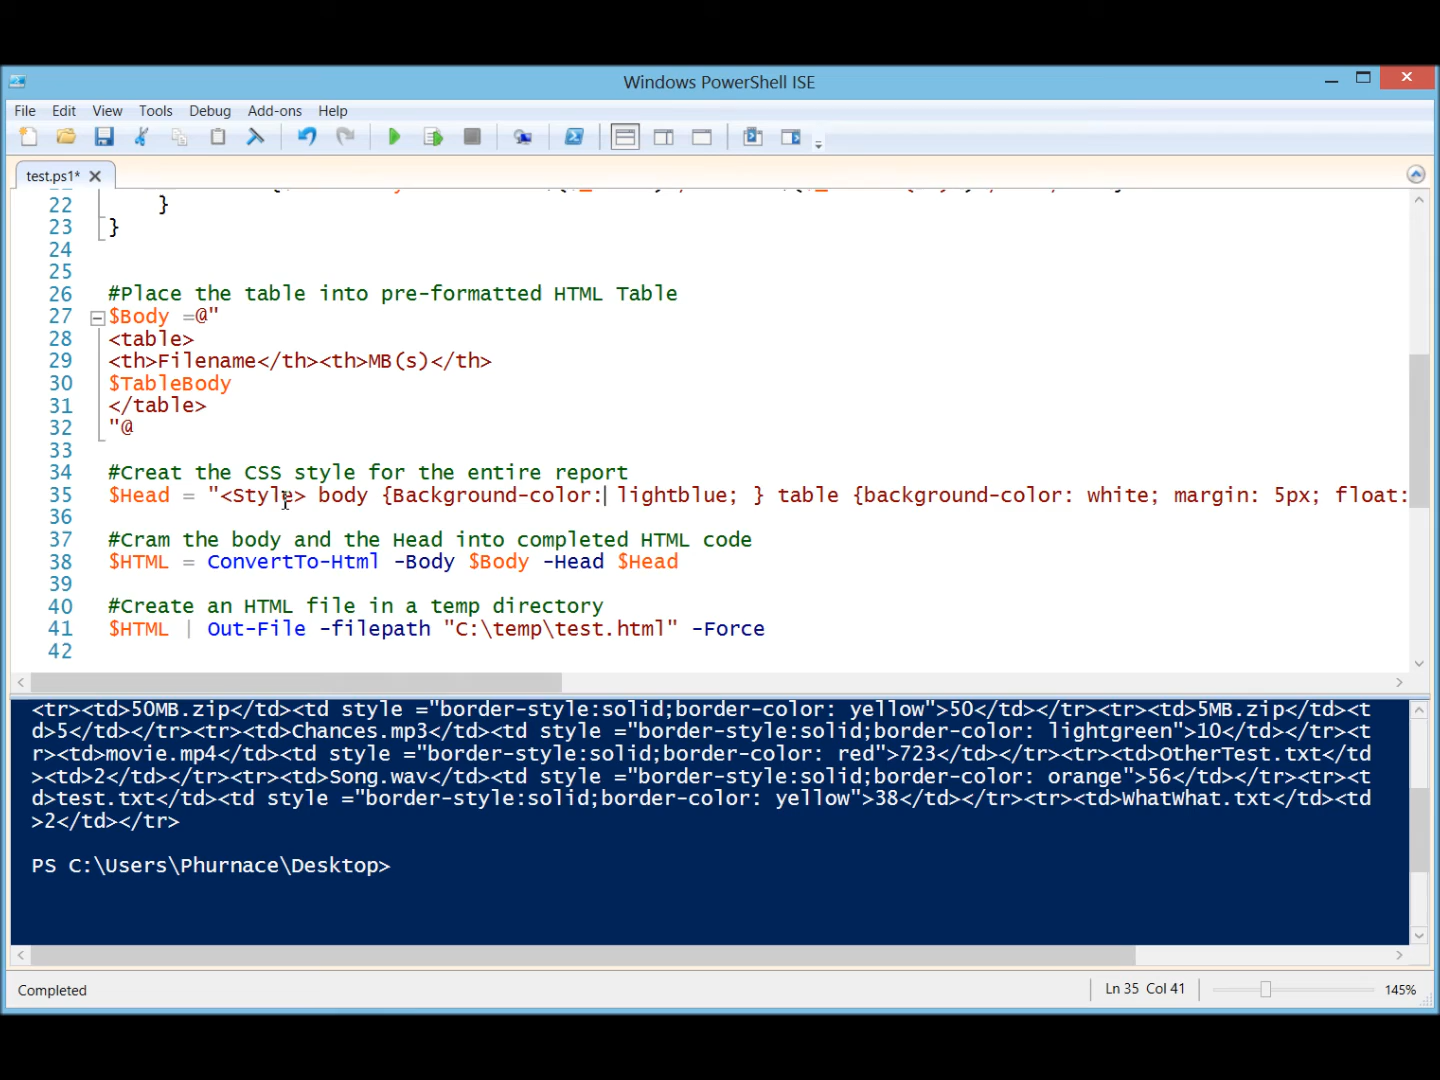 Windows PowerShell ISE
File Edit View Tools Debug Add-ons Help
test.ps1*
22 }
23 }
24
25
26 #Place the table into pre-formatted HTML Table
27 $Body =@"
28 <table>
29 <th>Filename</th><th>MB(s)</th>
30 $TableBody
31 </table>
32 "@
33
34 #Creat the CSS style for the entire report
35 $Head = "<Style> body {Background-color: lightblue; } table {background-color: white; margin: 5px; float:
36
37 #Cram the body and the Head into completed HTML code
38 $HTML = ConvertTo-Html -Body $Body -Head $Head
39
40 #Create an HTML file in a temp directory
41 $HTML | Out-File -filepath "C:\temp\test.html" -Force
42
<tr><td>50MB.zip</td><td style ="border-style:solid;border-color: yellow">50</td></tr><tr><td>5MB.zip</td><t
d>5</td></tr><tr><td>Chances.mp3</td><td style ="border-style:solid;border-color: lightgreen">10</td></tr><t
r><td>movie.mp4</td><td style ="border-style:solid;border-color: red">723</td></tr><tr><td>OtherTest.txt</td
><td>2</td></tr><tr><td>Song.wav</td><td style ="border-style:solid;border-color: orange">56</td></tr><tr><t
d>test.txt</td><td style ="border-style:solid;border-color: yellow">38</td></tr><tr><td>WhatWhat.txt</td><td
>2</td></tr>
PS C:\Users\Phurnace\Desktop>
Completed Ln 35 Col 41 145%